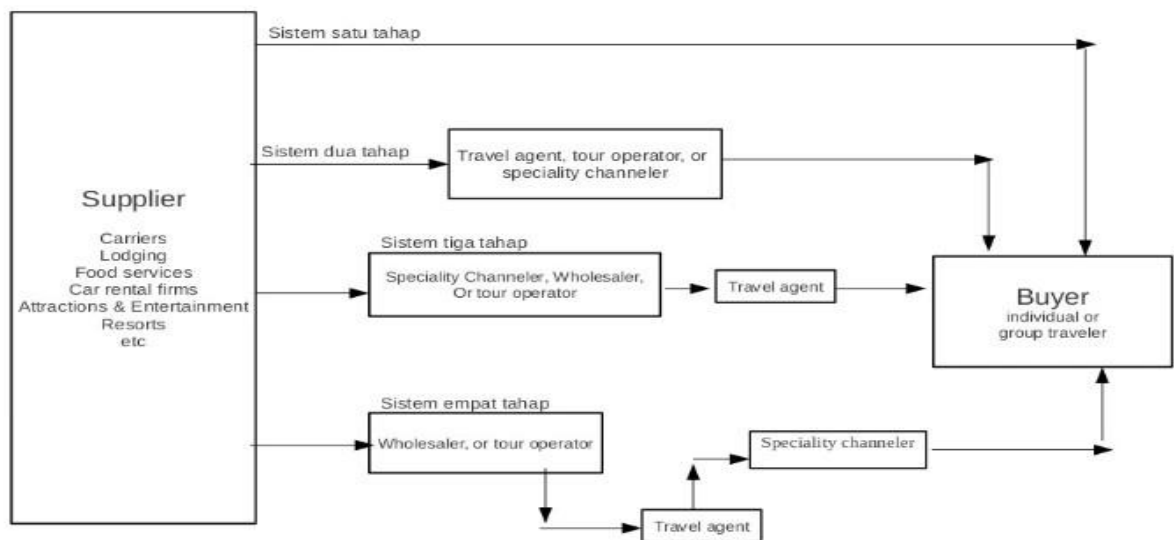 Supplier
Carriers
Lodging
Food services
Car rental firms
Attractions & Entertainment
Resorts
etc
Sistem satu tahap
Sistem dua tahap
Travel agent, tour operator, or
speciality channeler
Sistem tiga tahap
Speciality Channeler, Wholesaler,
Or tour operator
Travel agent
Buyer
individual or
group traveler
Sistem empat tahap
Wholesaler, or tour operator
Travel agent
Speciality channeler